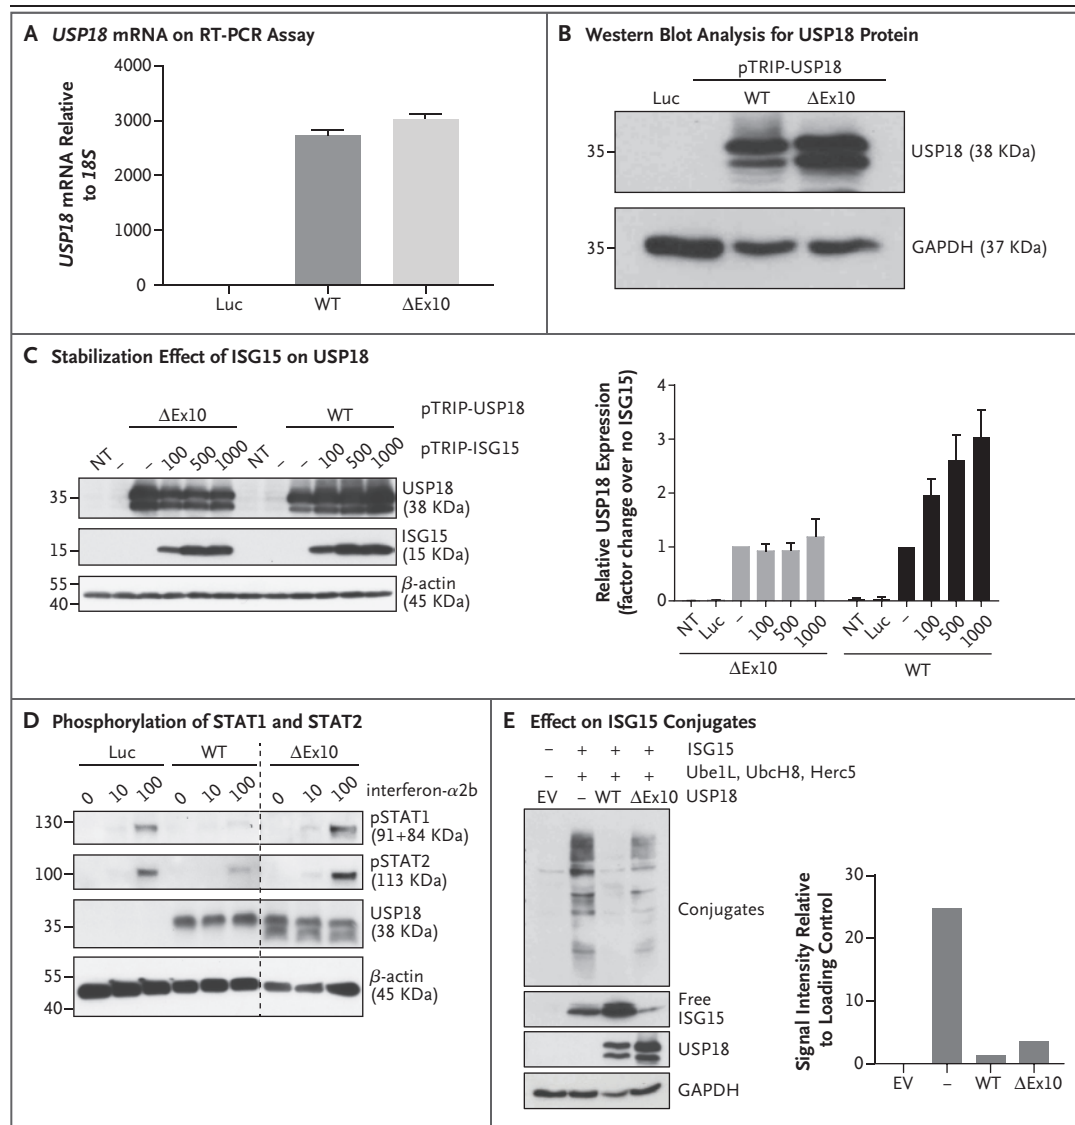 A USP18 mRNA on RT-PCR Assay
USP18 mRNA Relative
to 18S
4000
3000
2000
1000
0
Luc WT ΔEx10
B Western Blot Analysis for USP18 Protein
pTRIP-USP18
Luc WT ΔEx10
35
USP18 (38 KDa)
35
GAPDH (37 KDa)
C Stabilization Effect of ISG15 on USP18
ΔEx10 WT pTRIP-USP18
NT – – 100 500 1000 NT – – 100 500 1000 pTRIP-ISG15
35
USP18
(38 KDa)
15
ISG15
(15 KDa)
55
40
β-actin
(45 KDa)
Relative USP18 Expression
(factor change over no ISG15)
4
3
2
1
0
NT Luc – 100 500 1000 NT Luc – 100 500 1000
ΔEx10 WT
D Phosphorylation of STAT1 and STAT2
Luc WT ΔEx10
0 10 100 0 10 100 0 10 100 interferon-α2b
130
pSTAT1
(91+84 KDa)
100
pSTAT2
(113 KDa)
35
USP18
(38 KDa)
55
40
β-actin
(45 KDa)
E Effect on ISG15 Conjugates
– + + + ISG15
– + + + Ube1L, UbcH8, Herc5
EV – WT ΔEx10 USP18
Conjugates
Free
ISG15
USP18
GAPDH
Signal Intensity Relative
to Loading Control
30
20
10
0
EV – WT ΔEx10